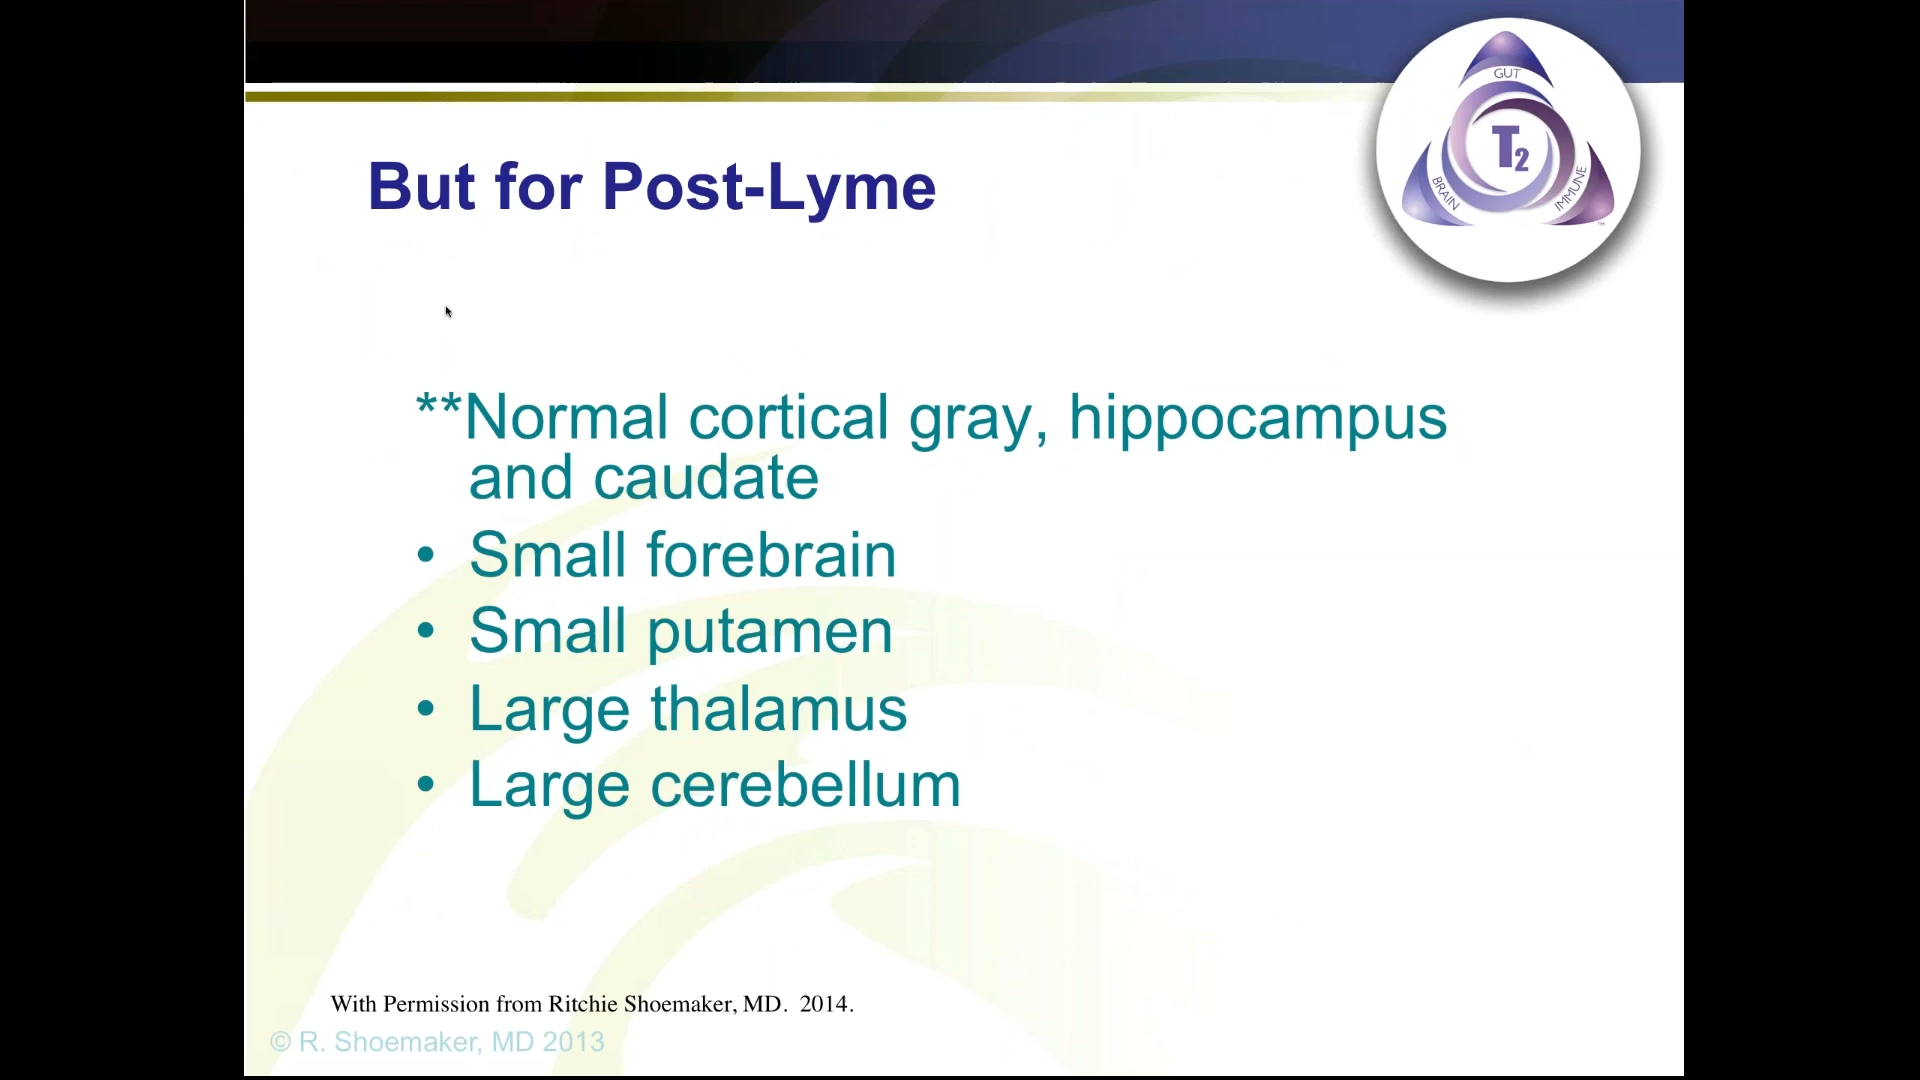 GUT
T2
BRAIN
IMMUNE
™
But for Post-Lyme
**Normal cortical gray, hippocampus
and caudate
• Small forebrain
• Small putamen
• Large thalamus
• Large cerebellum
With Permission from Ritchie Shoemaker, MD.  2014.
© R. Shoemaker, MD 2013